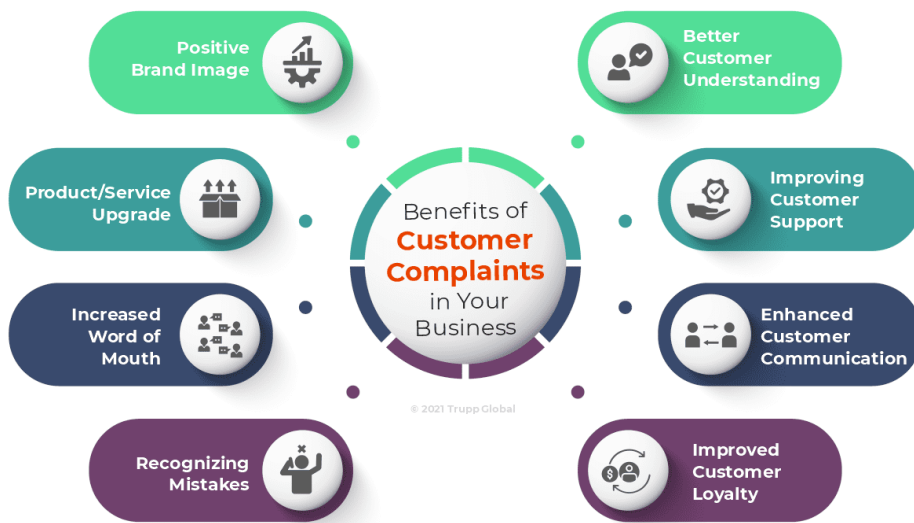 Positive
Brand Image
Better
Customer
Understanding
Product/Service
Upgrade
Improving
Customer
Support
Benefits of
Customer
Complaints
in Your
Business
Increased
Word of
Mouth
Enhanced
Customer
Communication
© 2021 Trupp Global
Recognizing
Mistakes
Improved
Customer
Loyalty